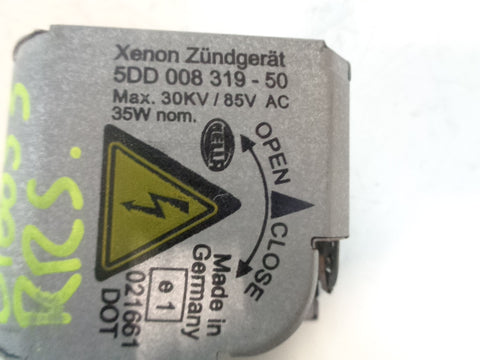 Xenon Zündgerät
5DD 008 319 - 50
Max. 30KV / 85V AC
35W nom.
HELLA
OPEN
CLOSE
Made in
Germany
e 1
021661
DOT
RRS.